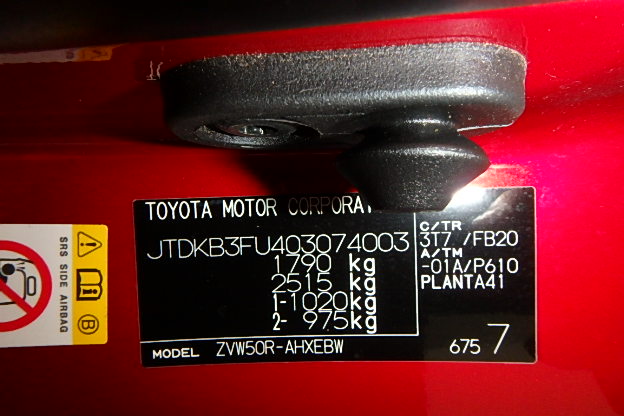 TOYOTA MOTOR
JTDKB3FU403074003
1790 kg
2515 kg
1-1020kg
2- 975kg
MODEL ZVW50R-AHXEBW
C/TR
3T7 /FB20
A/TM
-01A/P610
PLANTA41
675 7
SRS SIDE AIRBAG
B